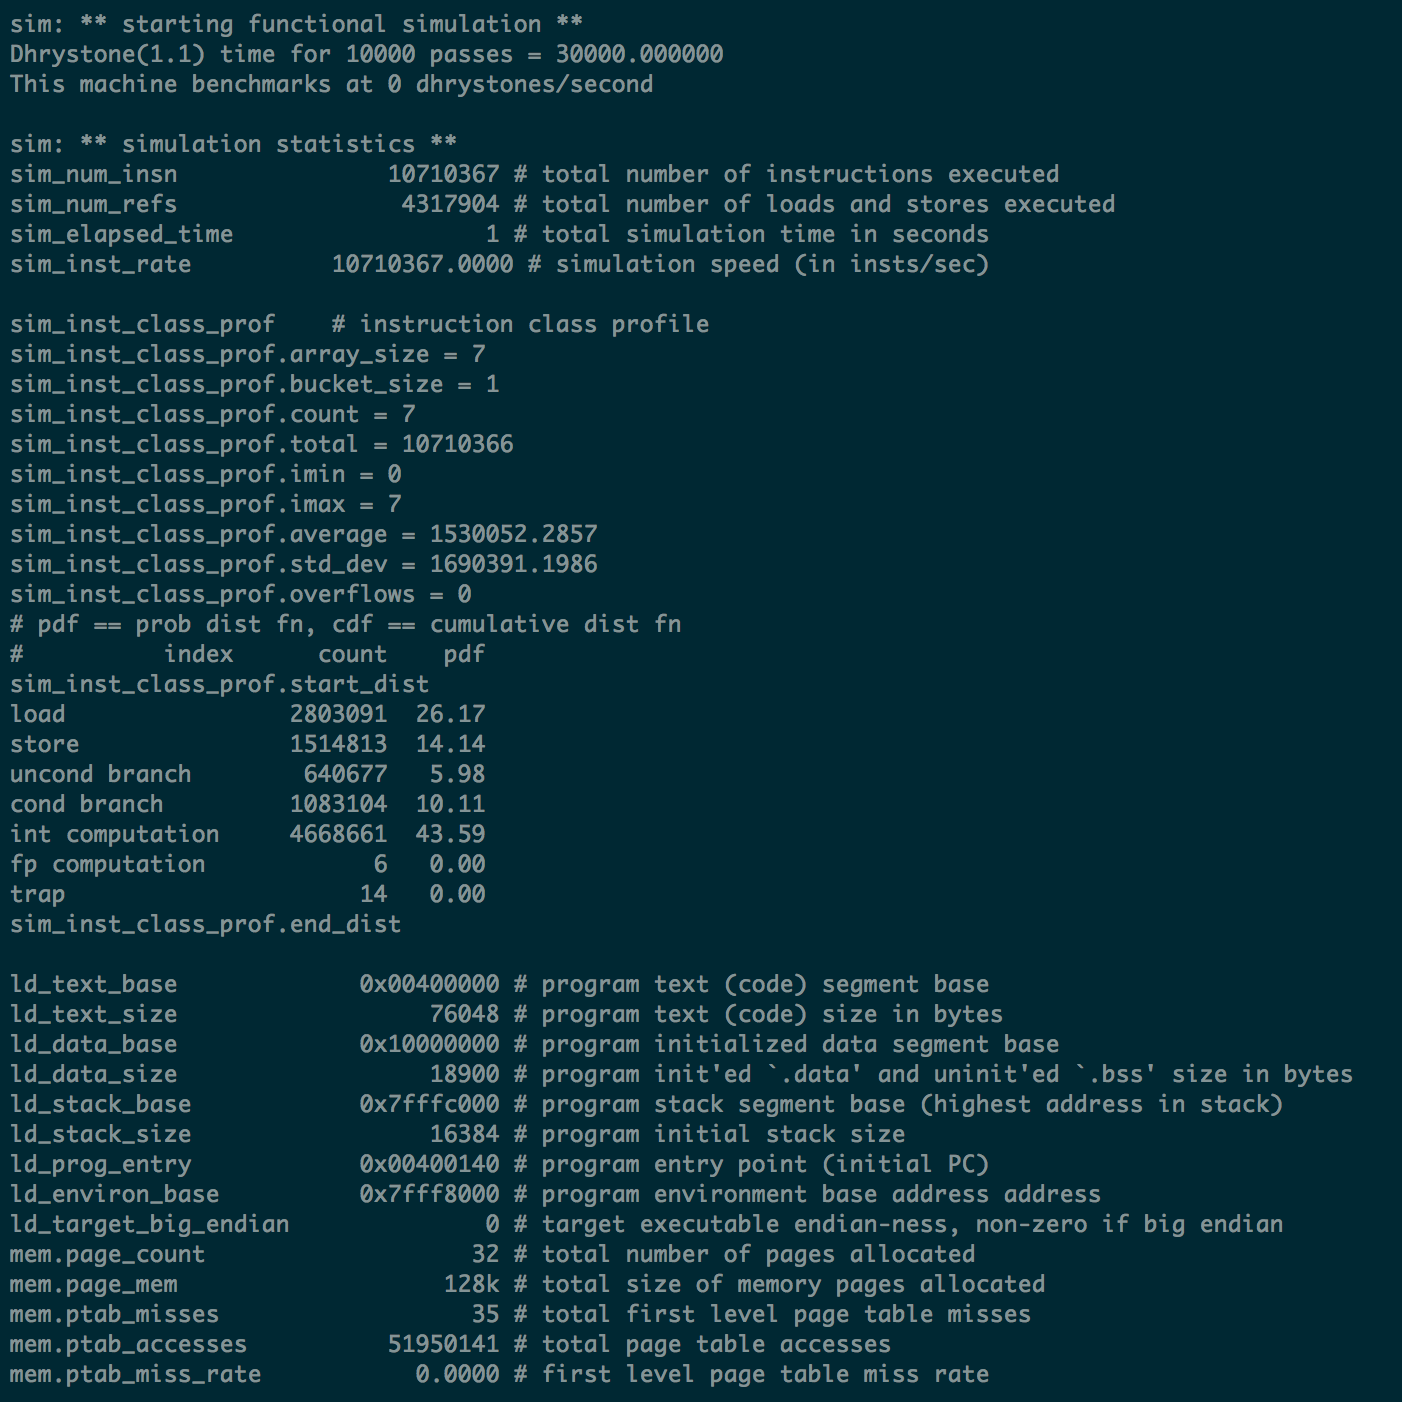 sim: ** starting functional simulation **
Dhrystone(1.1) time for 10000 passes = 30000.000000
This machine benchmarks at 0 dhrystones/second
sim: ** simulation statistics **
sim_num_insn 10710367 # total number of instructions executed
sim_num_refs 4317904 # total number of loads and stores executed
sim_elapsed_time 1 # total simulation time in seconds
sim_inst_rate 10710367.0000 # simulation speed (in insts/sec)
sim_inst_class_prof # instruction class profile
sim_inst_class_prof.array_size = 7
sim_inst_class_prof.bucket_size = 1
sim_inst_class_prof.count = 7
sim_inst_class_prof.total = 10710366
sim_inst_class_prof.imin = 0
sim_inst_class_prof.imax = 7
sim_inst_class_prof.average = 1530052.2857
sim_inst_class_prof.std_dev = 1690391.1986
sim_inst_class_prof.overflows = 0
# pdf == prob dist fn, cdf == cumulative dist fn
# index count pdf
sim_inst_class_prof.start_dist
load 2803091 26.17
store 1514813 14.14
uncond branch 640677 5.98
cond branch 1083104 10.11
int computation 4668661 43.59
fp computation 6 0.00
trap 14 0.00
sim_inst_class_prof.end_dist
ld_text_base 0x00400000 # program text (code) segment base
ld_text_size 76048 # program text (code) size in bytes
ld_data_base 0x10000000 # program initialized data segment base
ld_data_size 18900 # program init'ed `.data' and uninit'ed `.bss' size in bytes
ld_stack_base 0x7fffc000 # program stack segment base (highest address in stack)
ld_stack_size 16384 # program initial stack size
ld_prog_entry 0x00400140 # program entry point (initial PC)
ld_environ_base 0x7fff8000 # program environment base address address
ld_target_big_endian 0 # target executable endian-ness, non-zero if big endian
mem.page_count 32 # total number of pages allocated
mem.page_mem 128k # total size of memory pages allocated
mem.ptab_misses 35 # total first level page table misses
mem.ptab_accesses 51950141 # total page table accesses
mem.ptab_miss_rate 0.0000 # first level page table miss rate